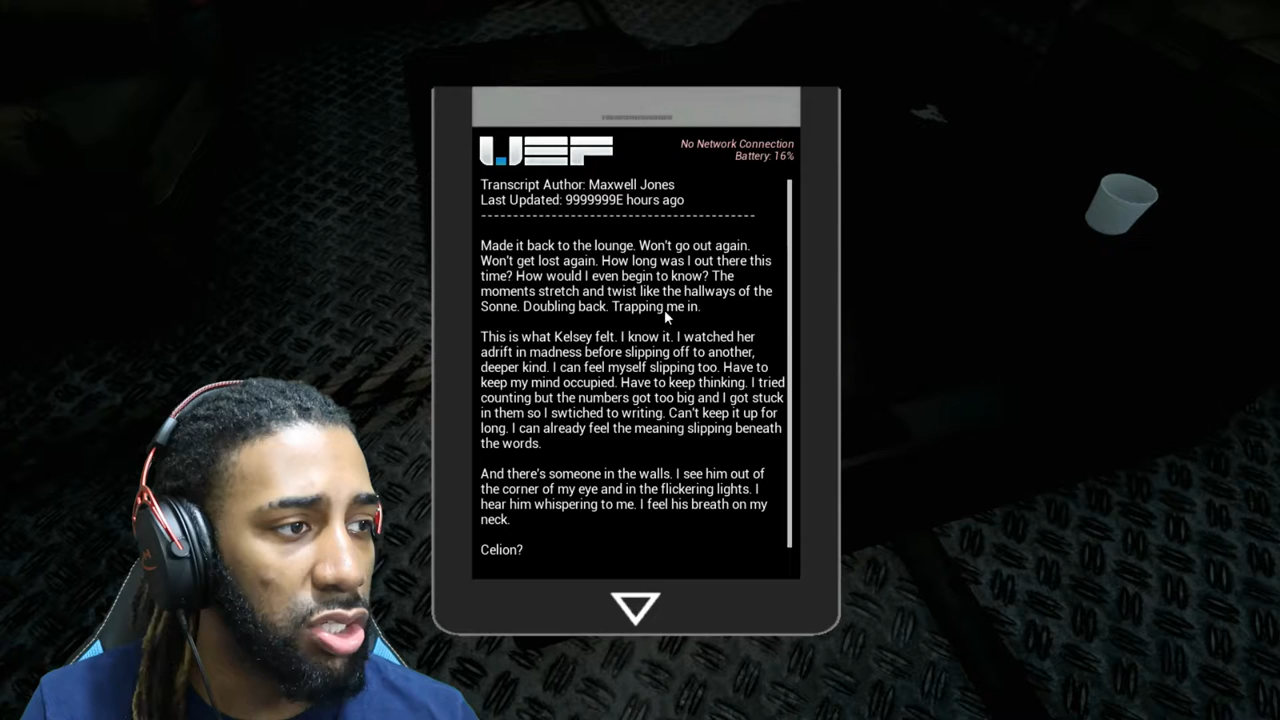 UEF
No Network Connection
Battery: 16%
Transcript Author: Maxwell Jones
Last Updated: 9999999E hours ago
-----------------------------------------
Made it back to the lounge. Won't go out again.
Won't get lost again. How long was I out there this
time? How would I even begin to know? The
moments stretch and twist like the hallways of the
Sonne. Doubling back. Trapping me in.
This is what Kelsey felt. I know it. I watched her
adrift in madness before slipping off to another,
deeper kind. I can feel myself slipping too. Have to
keep my mind occupied. Have to keep thinking. I tried
counting but the numbers got too big and I got stuck
in them so I swtiched to writing. Can't keep it up for
long. I can already feel the meaning slipping beneath
the words.
And there's someone in the walls. I see him out of
the corner of my eye and in the flickering lights. I
hear him whispering to me. I feel his breath on my
neck.
Celion?